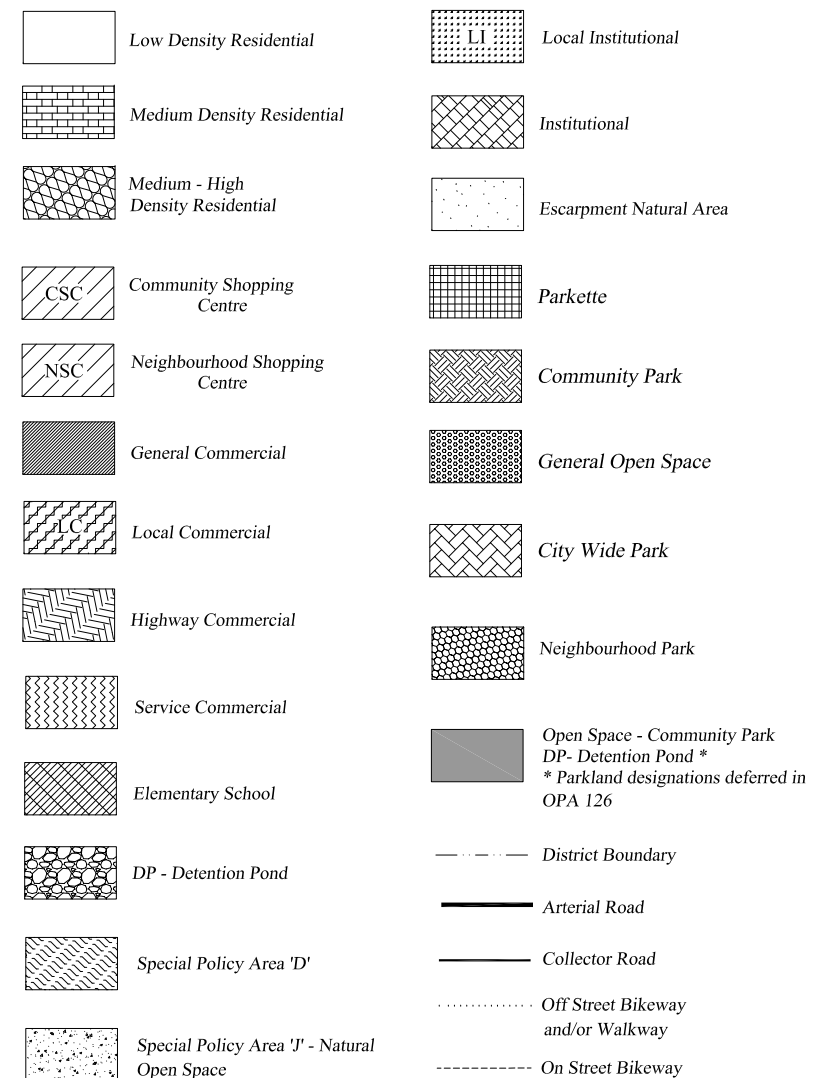 Low Density Residential
Medium Density Residential
Medium - High
Density Residential
CSC
Community Shopping
Centre
NSC
Neighbourhood Shopping
Centre
General Commercial
LC
Local Commercial
Highway Commercial
Service Commercial
Elementary School
DP - Detention Pond
Special Policy Area 'D'
Special Policy Area 'J' - Natural
Open Space
LI
Local Institutional
Institutional
Escarpment Natural Area
Parkette
Community Park
General Open Space
City Wide Park
Neighbourhood Park
Open Space - Community Park
DP- Detention Pond *
* Parkland designations deferred in
OPA 126
District Boundary
Arterial Road
Collector Road
Off Street Bikeway
and/or Walkway
On Street Bikeway